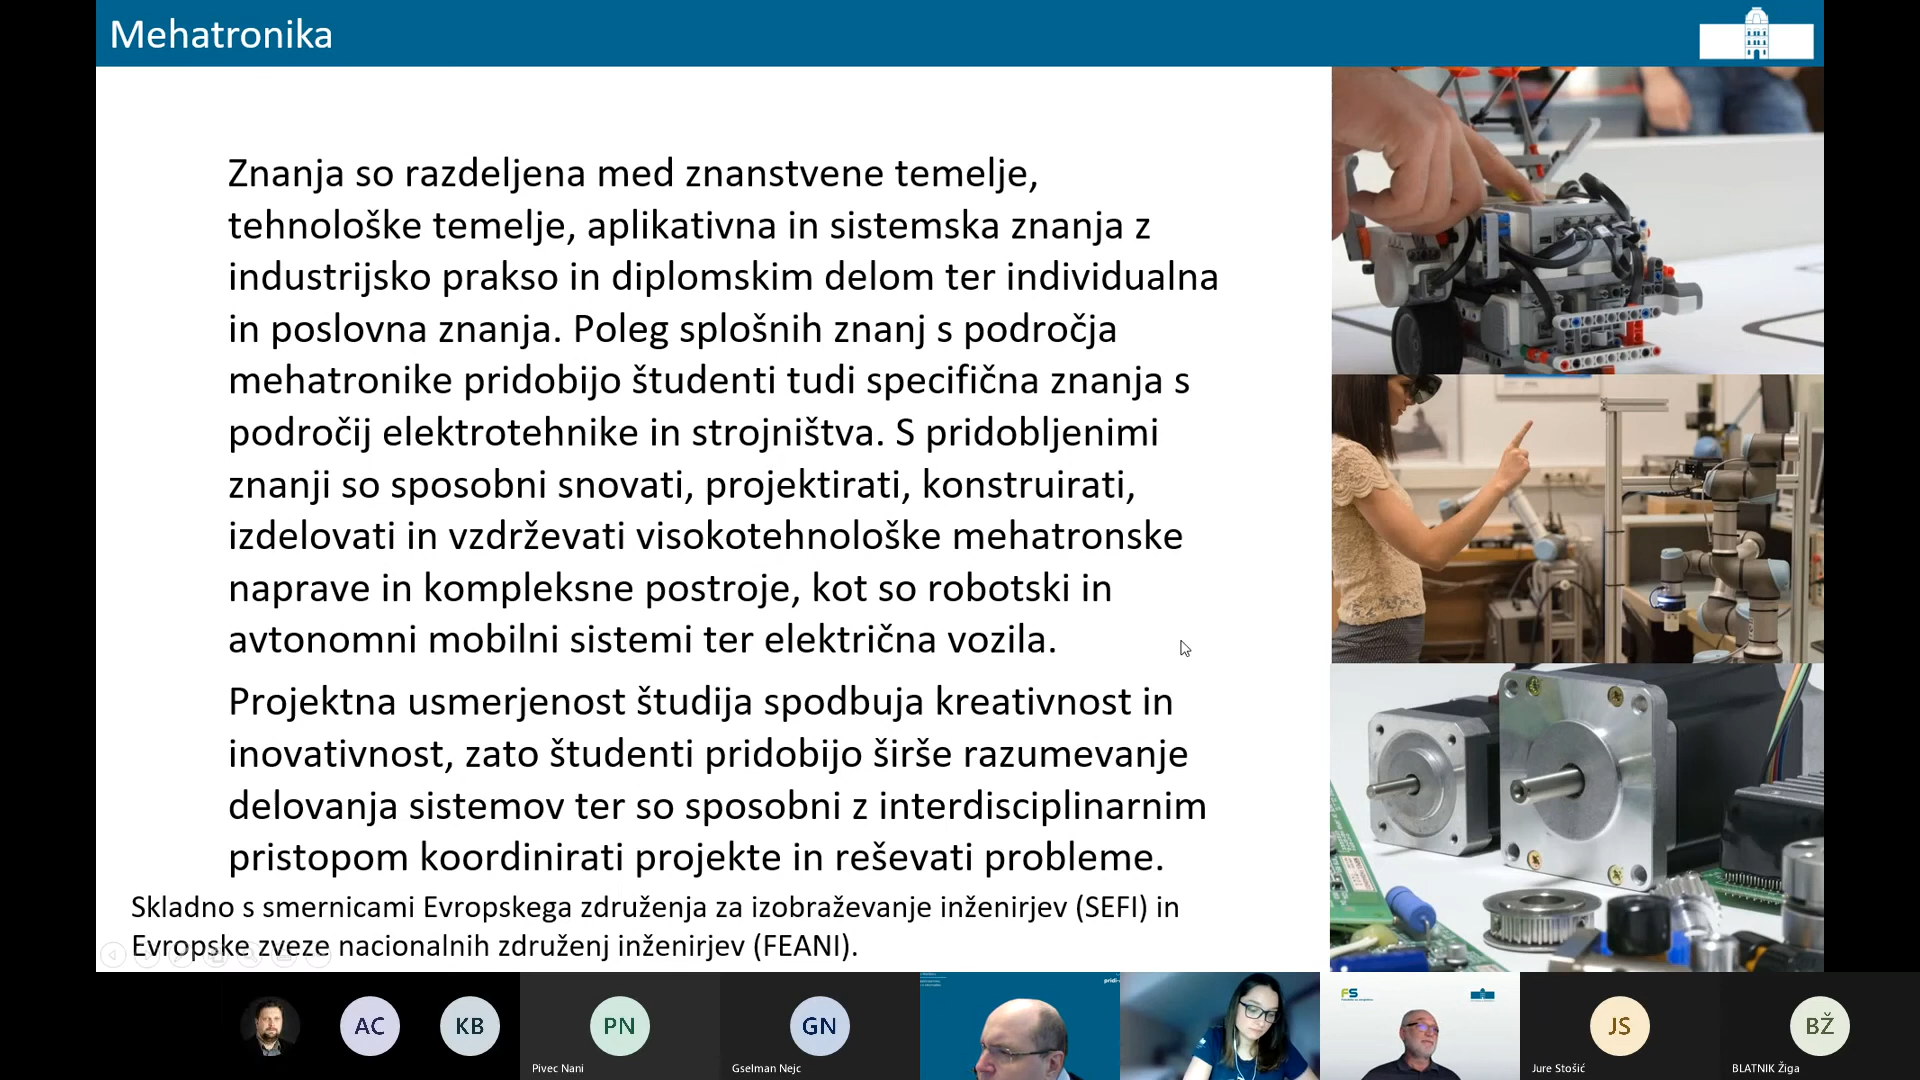 Mehatronika
Znanja so razdeljena med znanstvene temelje,
tehnološke temelje, aplikativna in sistemska znanja z
industrijsko prakso in diplomskim delom ter individualna
in poslovna znanja. Poleg splošnih znanj s področja
mehatronike pridobijo študenti tudi specifična znanja s
področij elektrotehnike in strojništva. S pridobljenimi
znanji so sposobni snovati, projektirati, konstruirati,
izdelovati in vzdrževati visokotehnološke mehatronske
naprave in kompleksne postroje, kot so robotski in
avtonomni mobilni sistemi ter električna vozila.
Projektna usmerjenost študija spodbuja kreativnost in
inovativnost, zato študenti pridobijo širše razumevanje
delovanja sistemov ter so sposobni z interdisciplinarnim
pristopom koordinirati projekte in reševati probleme.
Skladno s smernicami Evropskega združenja za izobraževanje inženirjev (SEFI) in
Evropske zveze nacionalnih združenj inženirjev (FEANI).
AC
KB
PN
Pivec Nani
GN
Gselman Nejc
FS
JS
Jure Stošić
BŽ
BLATNIK Žiga